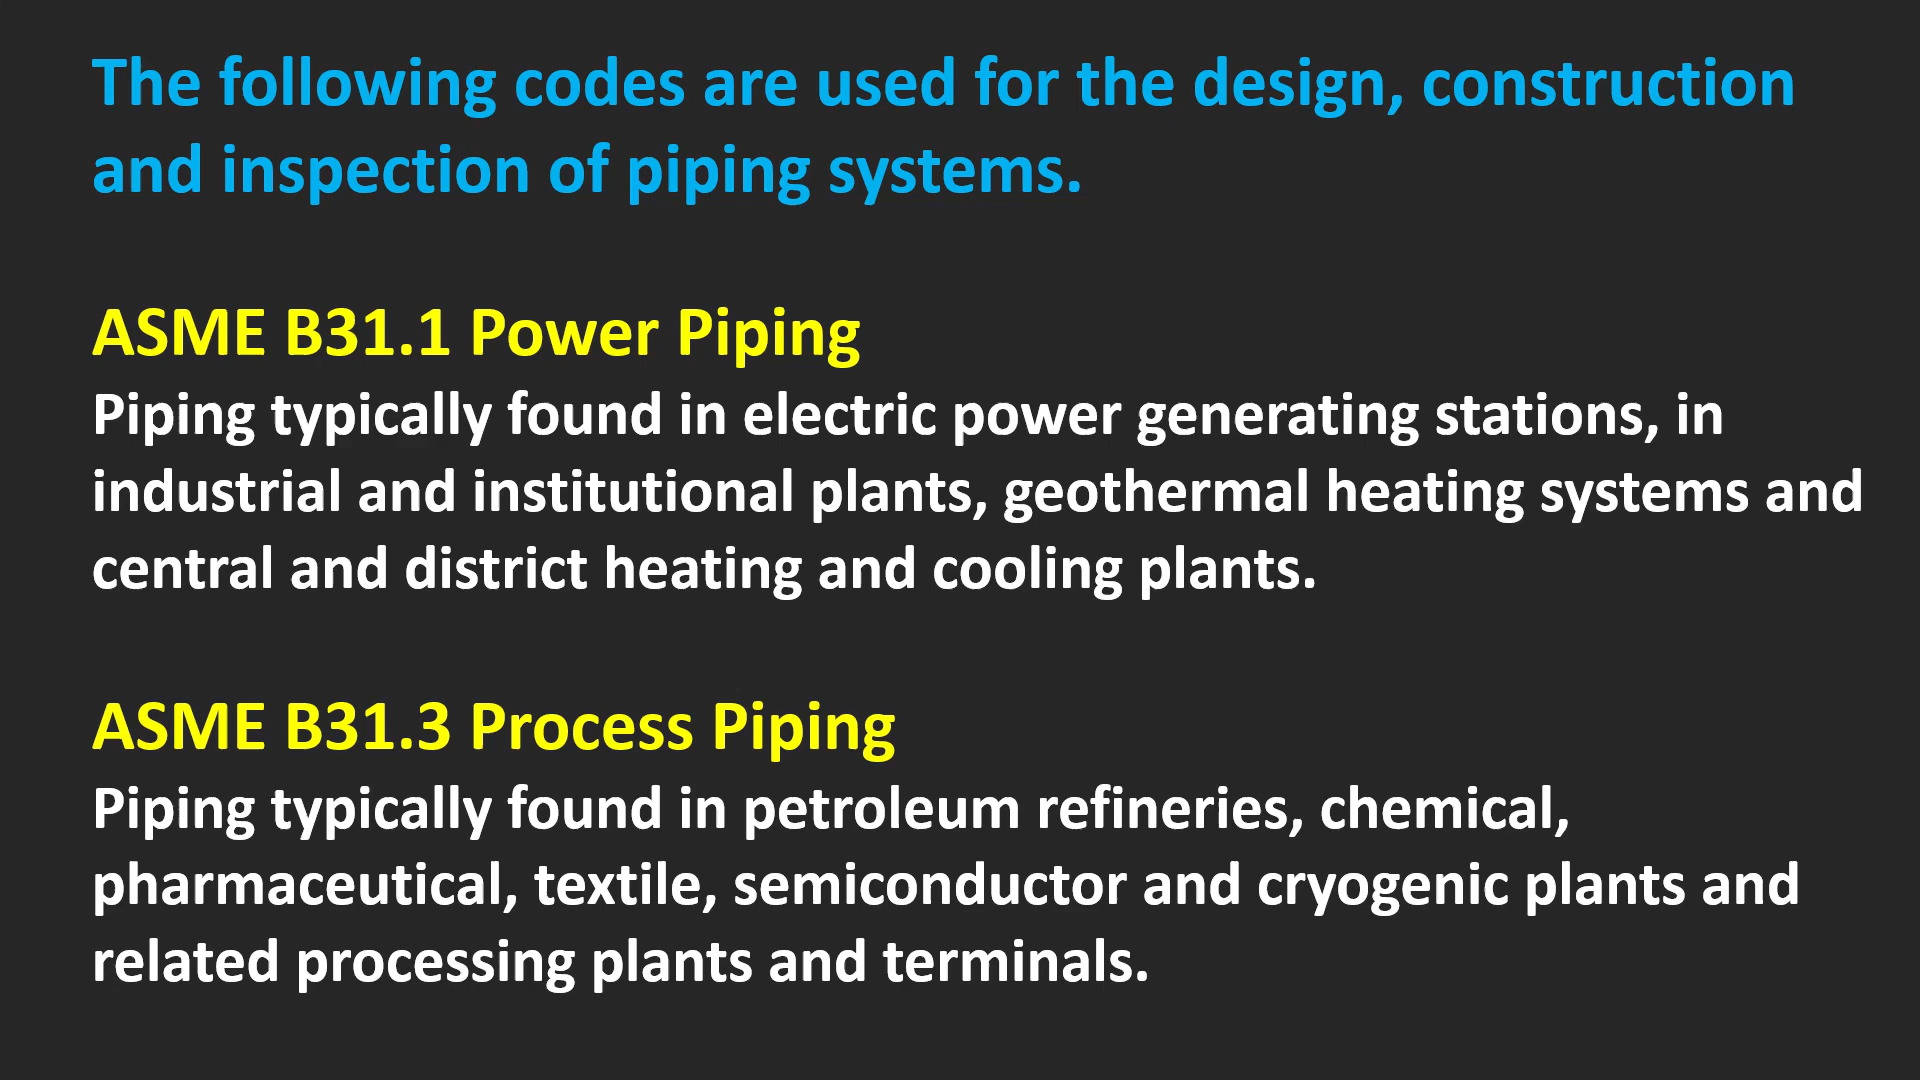 The following codes are used for the design, construction
and inspection of piping systems.
ASME B31.1 Power Piping
Piping typically found in electric power generating stations, in
industrial and institutional plants, geothermal heating systems and
central and district heating and cooling plants.
ASME B31.3 Process Piping
Piping typically found in petroleum refineries, chemical,
pharmaceutical, textile, semiconductor and cryogenic plants and
related processing plants and terminals.